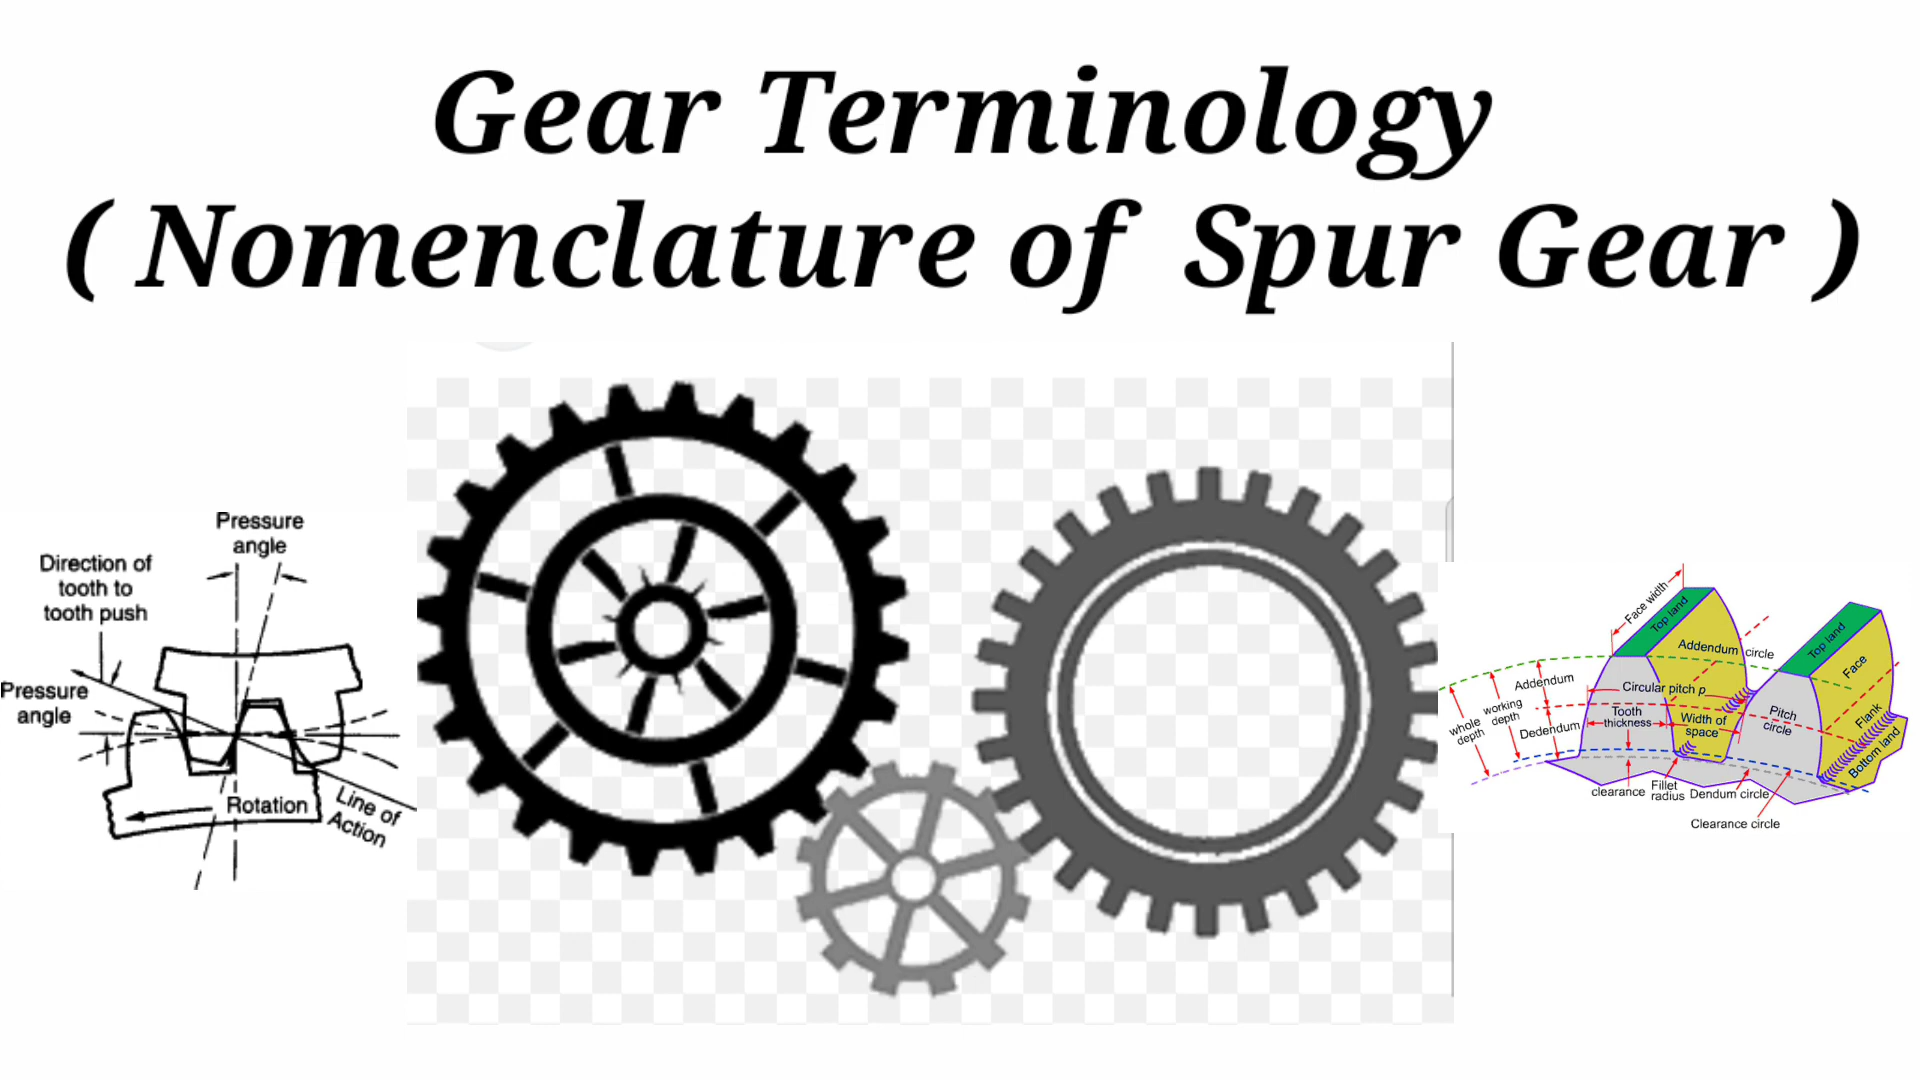 Gear Terminology
( Nomenclature of Spur Gear )
Pressure
angle
Direction of
tooth to
tooth push
Pressure
angle
Rotation
Line of
Action
Face width
Top land
Top land
Addendum circle
Face
Addendum
Circular pitch p
working
depth
whole
depth
Tooth
thickness
Width of
space
Pitch
circle
Flank
Dedendum
Bottom land
clearance
Fillet
radius
Dendum circle
Clearance circle